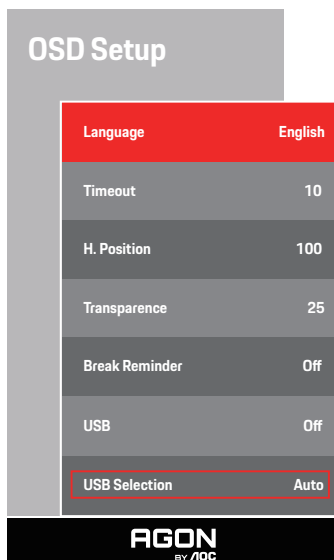 OSD Setup
Language English
Timeout 10
H. Position 100
Transparence 25
Break Reminder Off
USB Off
USB Selection Auto
AGON
BY AOC